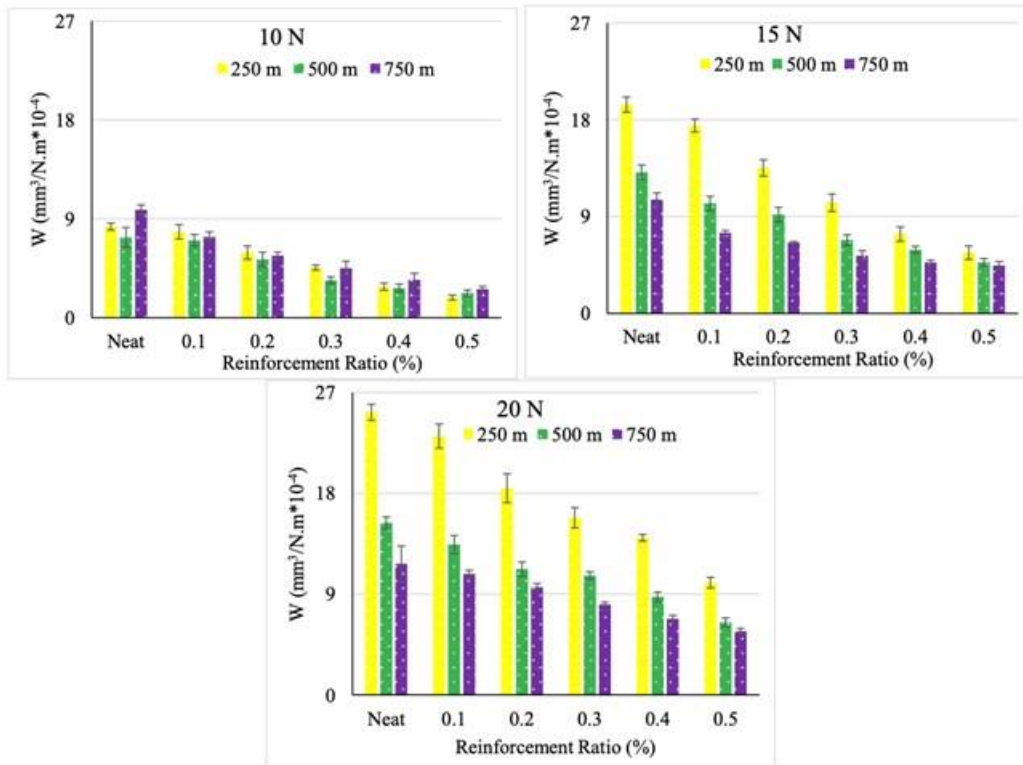 10 N
250 m 500 m 750 m
W (mm³/N.m*10⁻⁴)
27
18
9
0
Neat 0.1 0.2 0.3 0.4 0.5
Reinforcement Ratio (%)
15 N
250 m 500 m 750 m
W (mm³/N.m*10⁻⁴)
27
18
9
0
Neat 0.1 0.2 0.3 0.4 0.5
Reinforcement Ratio (%)
20 N
250 m 500 m 750 m
W (mm³/N.m*10⁻⁴)
27
18
9
0
Neat 0.1 0.2 0.3 0.4 0.5
Reinforcement Ratio (%)